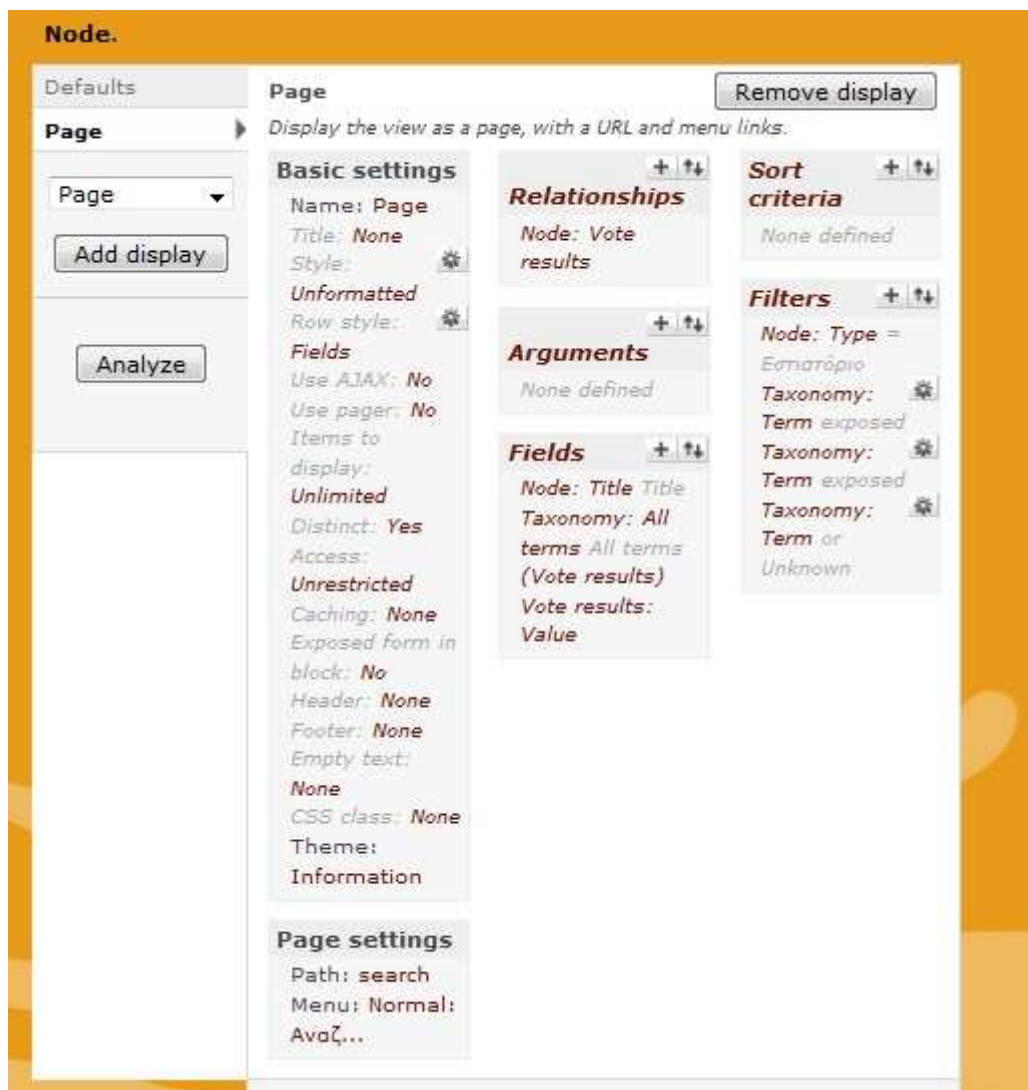 Node.
Defaults
Page
Page
Add display
Analyze
Page
Remove display
Display the view as a page, with a URL and menu links.
Basic settings
Name: Page
Title: None
Style:
Unformatted
Row style:
Fields
Use AJAX: No
Use pager: No
Items to
display:
Unlimited
Distinct: Yes
Access:
Unrestricted
Caching: None
Exposed form in
block: No
Header: None
Footer: None
Empty text:
None
CSS class: None
Theme:
Information
Page settings
Path: search
Menu: Normal:
Αναζ...
Relationships
Node: Vote
results
Arguments
None defined
Fields
Node: Title Title
Taxonomy: All
terms All terms
(Vote results)
Vote results:
Value
Sort
criteria
None defined
Filters
Node: Type =
Εστιατόριο
Taxonomy:
Term exposed
Taxonomy:
Term exposed
Taxonomy:
Term or
Unknown